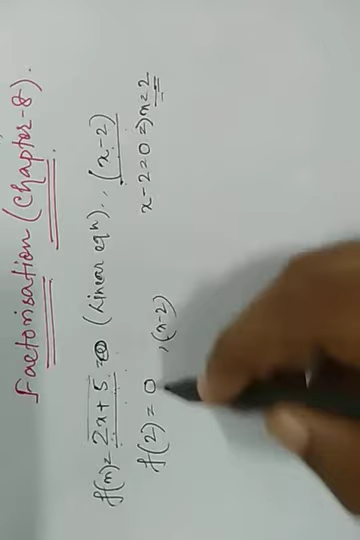 Factorisation (Chapter-8).
f(x) = 2x + 5 (Linear eqn)., (x-2)
x-2=0 => x=2
f(2) = 0 , (x-2)